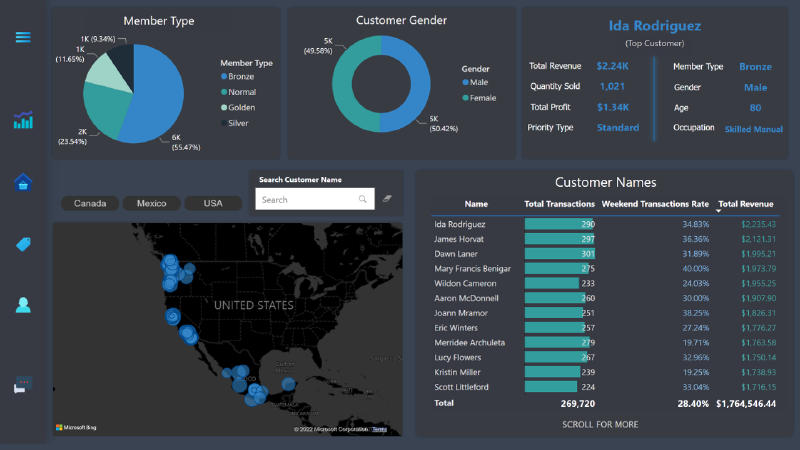 Member Type
1K (9.34%)
1K
(11.65%)
2K
(23.54%)
6K
(55.47%)
Member Type
Bronze
Normal
Golden
Silver
Customer Gender
5K
(49.58%)
5K
(50.42%)
Gender
Male
Female
Ida Rodriguez
(Top Customer)
Total Revenue $2.24K
Quantity Sold 1,021
Total Profit $1.34K
Priority Type Standard
Member Type Bronze
Gender Male
Age 80
Occupation Skilled Manual
Canada
Mexico
USA
Search Customer Name
Search
UNITED STATES
Microsoft Bing
© 2022 Microsoft Corporation Terms
Customer Names
Name Total Transactions Weekend Transactions Rate Total Revenue
Ida Rodriguez 290 34.83% $2,235.43
James Horvat 297 36.36% $2,121.31
Dawn Laner 301 31.89% $1,995.21
Mary Francis Benigar 275 40.00% $1,973.79
Wildon Cameron 233 24.03% $1,955.25
Aaron McDonnell 260 30.00% $1,907.90
Joann Mramor 251 38.25% $1,826.31
Eric Winters 257 27.24% $1,776.27
Merridee Archuleta 279 19.71% $1,763.58
Lucy Flowers 267 32.96% $1,750.14
Kristin Miller 239 19.25% $1,738.93
Scott Littleford 224 33.04% $1,716.15
Total 269,720 28.40% $1,764,546.44
SCROLL FOR MORE